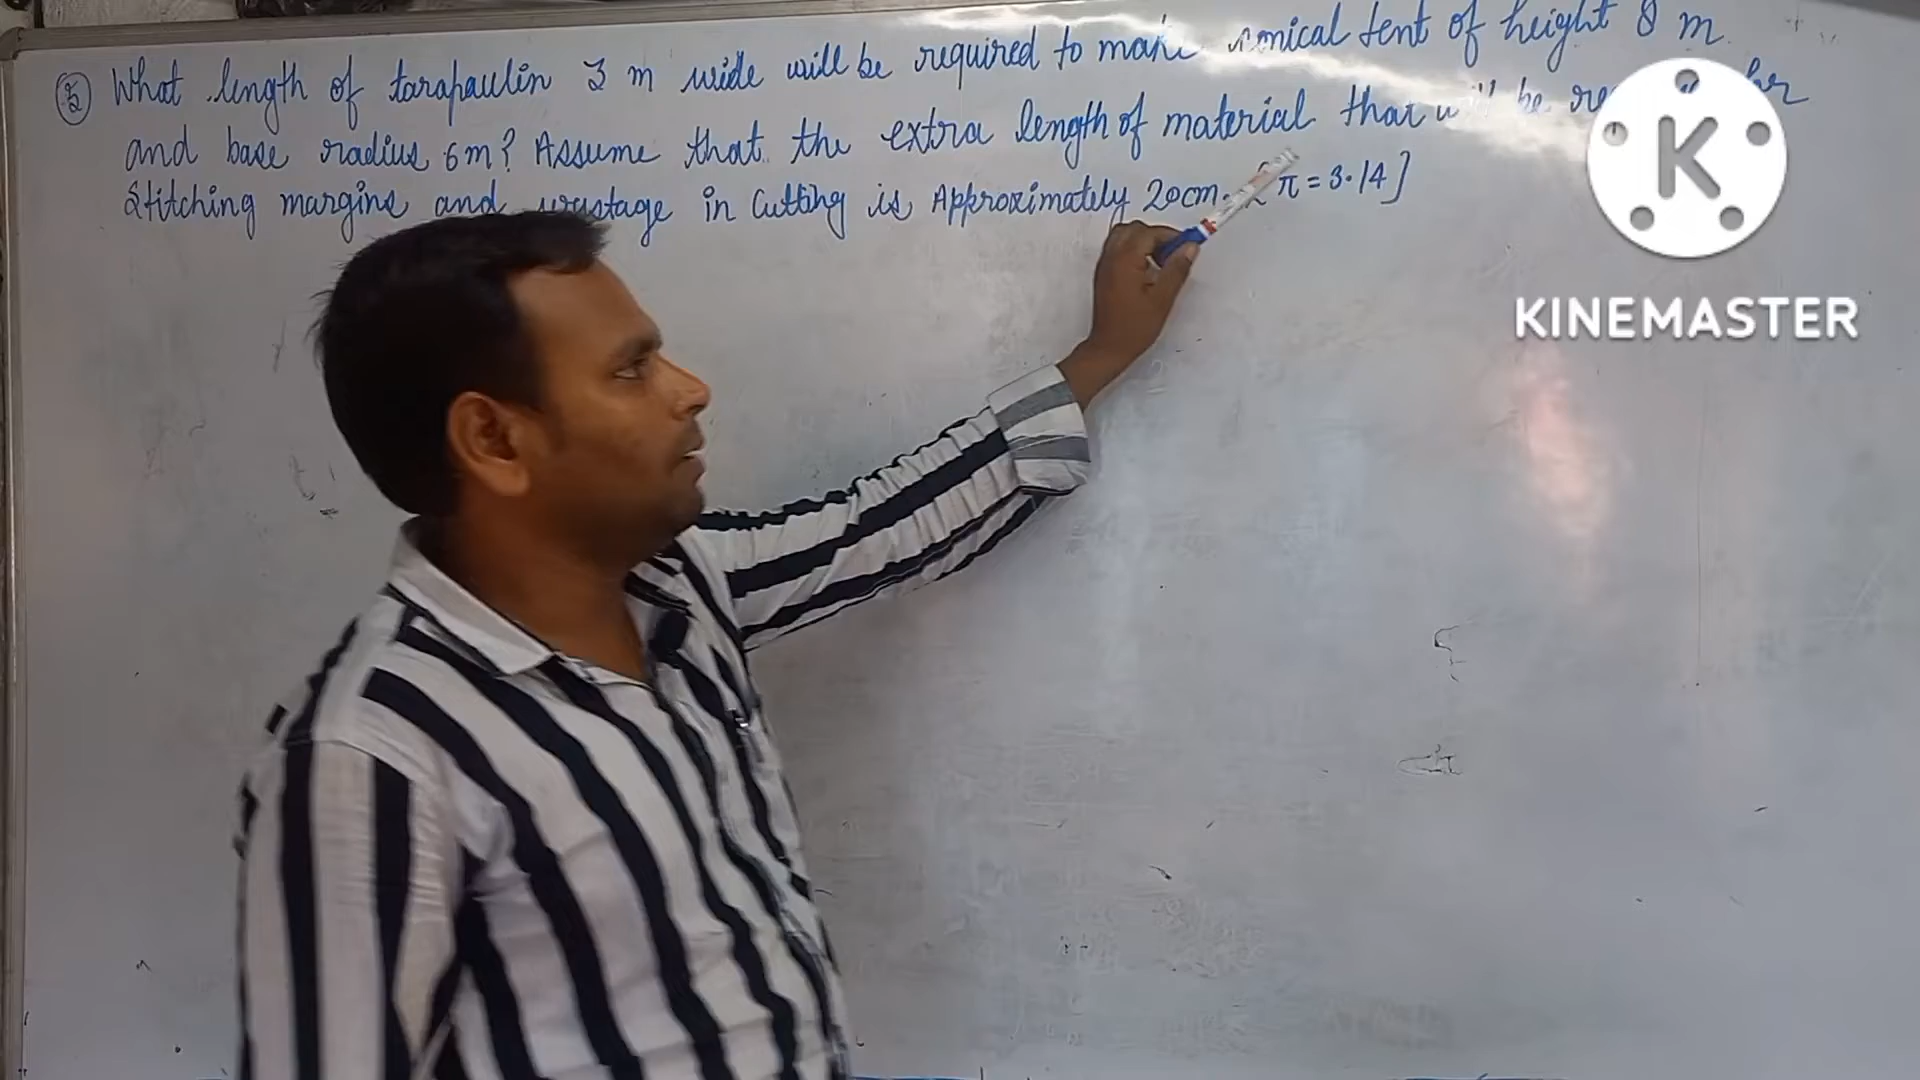 5 What length of tarapaulin 3 m wide will be required to make conical tent of height 8 m
and base radius 6m? Assume that the extra length of material that will be
Stitching margins and wastage in Cutting is Approximately 20cm. [ π = 3.14]
K
KINEMASTER